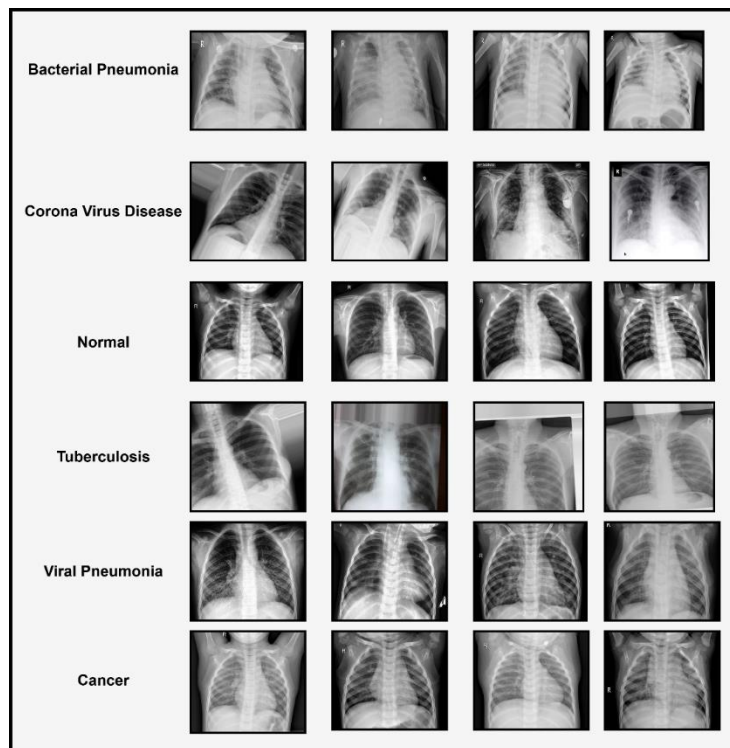 Bacterial Pneumonia
Corona Virus Disease
Normal
Tuberculosis
Viral Pneumonia
Cancer